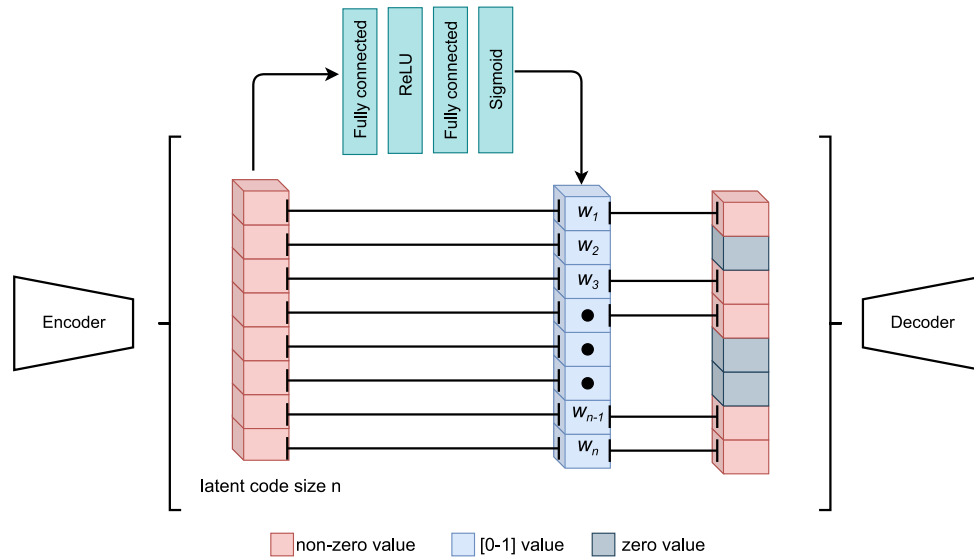 Fully connected
ReLU
Fully connected
Sigmoid
w1
w2
w3
wn-1
wn
Encoder
Decoder
latent code size n
non-zero value
[0-1] value
zero value